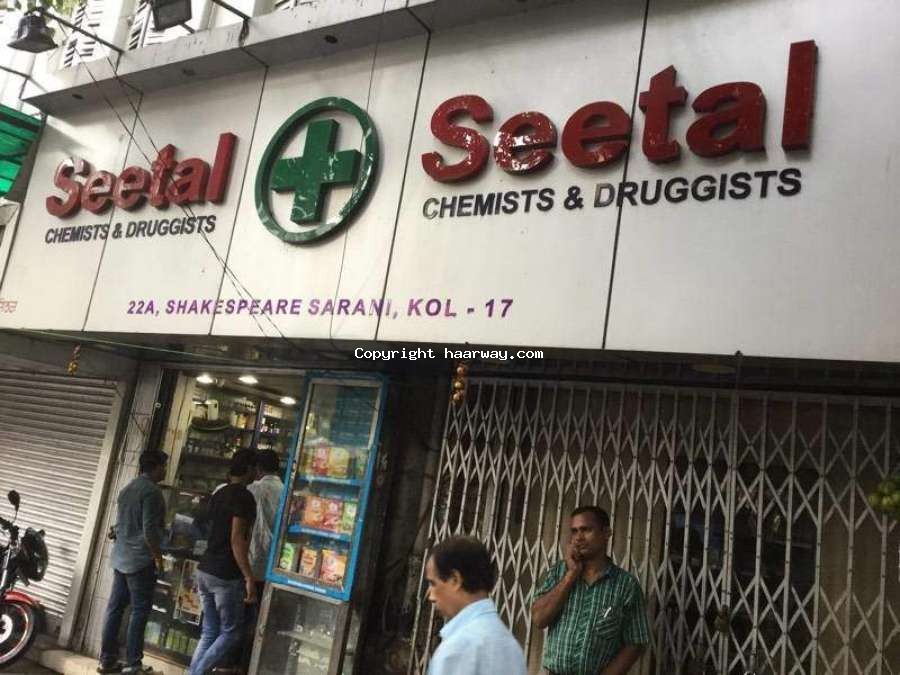 Seetal
CHEMISTS & DRUGGISTS
Seetal
CHEMISTS & DRUGGISTS
22A, SHAKESPEARE SARANI, KOL - 17
Copyright haarway.com